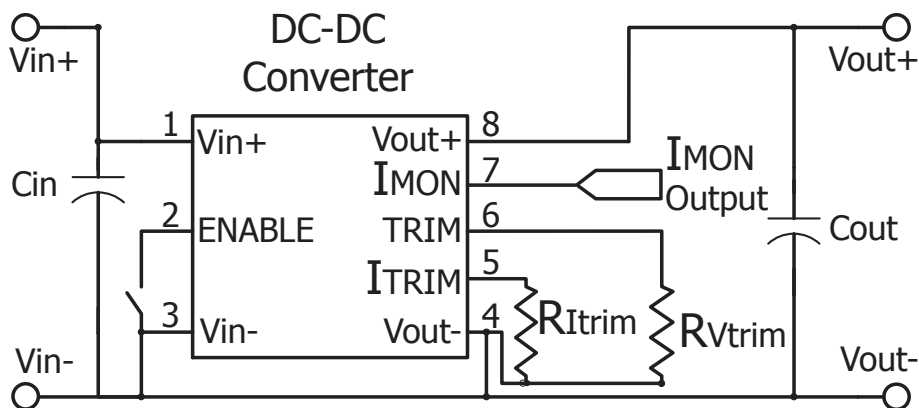 DC-DC
Converter
Vin+
Vout+
1
Vin+
Vout+
8
IMON
7
IMON
Output
Cin
2
ENABLE
TRIM
6
Cout
ITRIM
5
RItrim
RVtrim
3
Vin-
Vout-
4
Vin-
Vout-